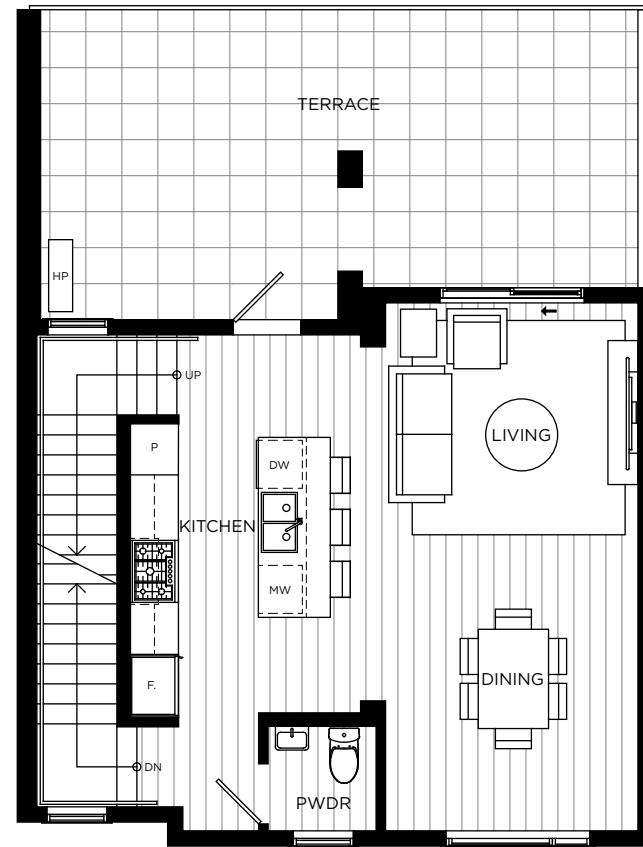 TERRACE
HP
UP
LIVING
P
DW
KITCHEN
MW
F.
DINING
DN
PWDR